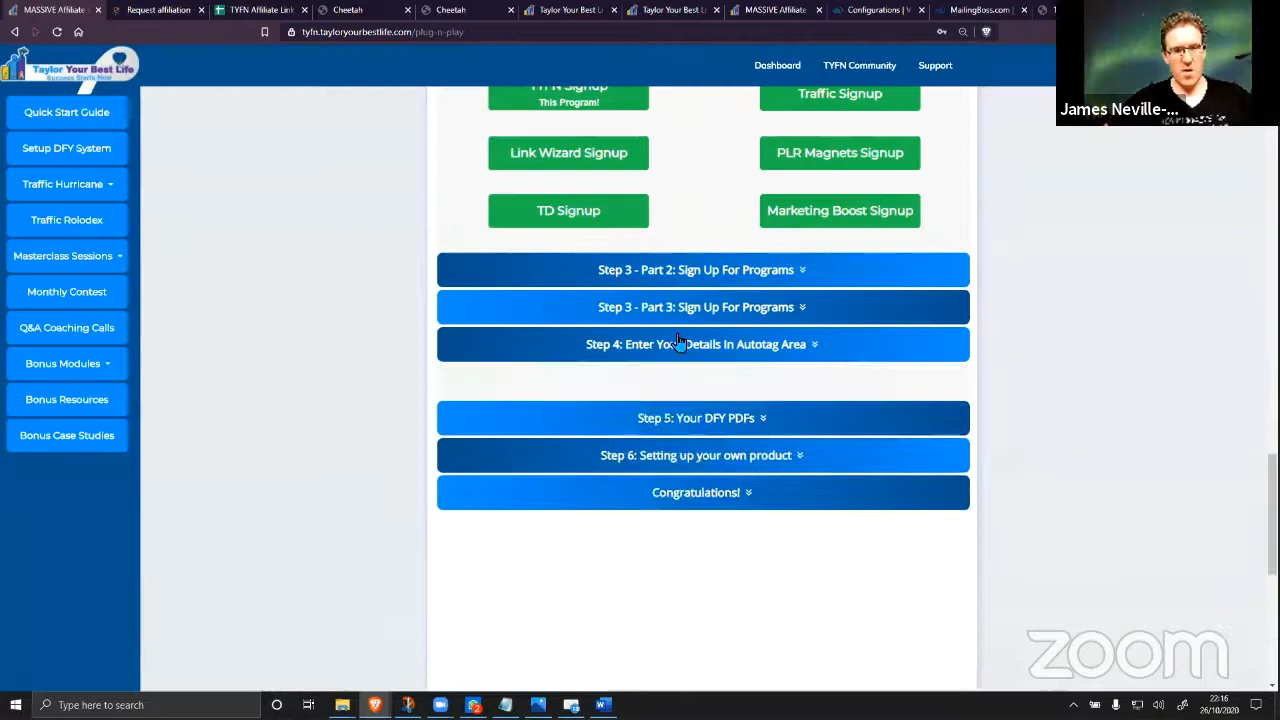 MASSIVE Affiliate
Request affiliation
TYFN Affiliate Link
Cheetah
Cheetah
Taylor Your Best L
Taylor Your Best L
MASSIVE Affiliate
Configurations | V
MailingBoss.com |
tyfn.tayloryourbestlife.com/plug-n-play
James Neville-...
Taylor Your Best Life
Success Starts Now
Dashboard
TYFN Community
Support
Quick Start Guide
Setup DFY System
Traffic Hurricane
Traffic Rolodex
Masterclass Sessions
Monthly Contest
Q&A Coaching Calls
Bonus Modules
Bonus Resources
Bonus Case Studies
TYFN Signup
This Program!
Traffic Signup
Link Wizard Signup
PLR Magnets Signup
TD Signup
Marketing Boost Signup
Step 3 - Part 2: Sign Up For Programs
Step 3 - Part 3: Sign Up For Programs
Step 4: Enter Your Details In Autotag Area
Step 5: Your DFY PDFs
Step 6: Setting up your own product
Congratulations!
zoom
Type here to search
22:16
26/10/2020